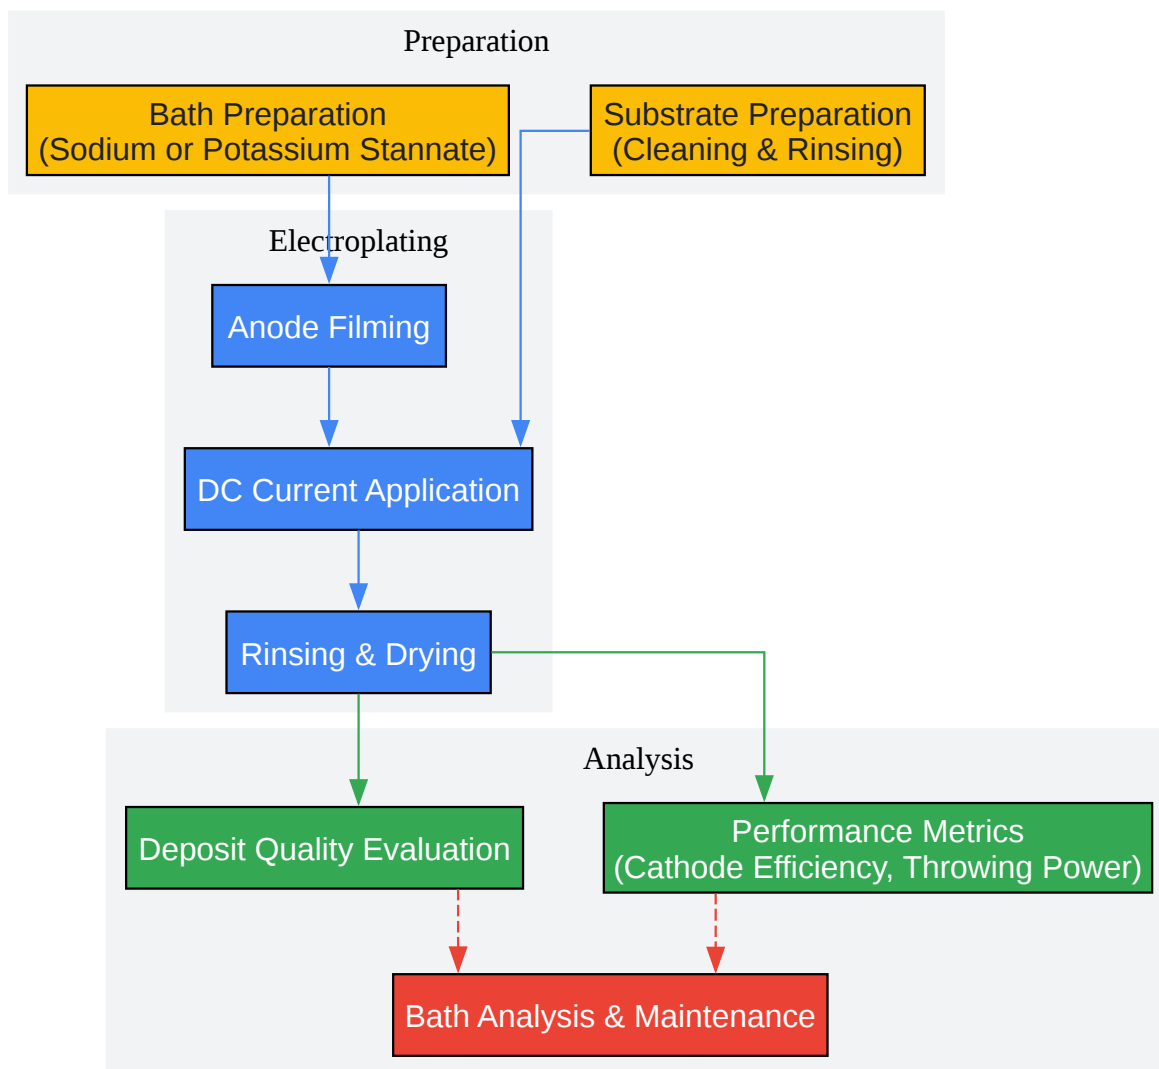 Preparation
Bath Preparation
(Sodium or Potassium Stannate)
Substrate Preparation
(Cleaning & Rinsing)
Electroplating
Anode Filming
DC Current Application
Rinsing & Drying
Analysis
Deposit Quality Evaluation
Performance Metrics
(Cathode Efficiency, Throwing Power)
Bath Analysis & Maintenance